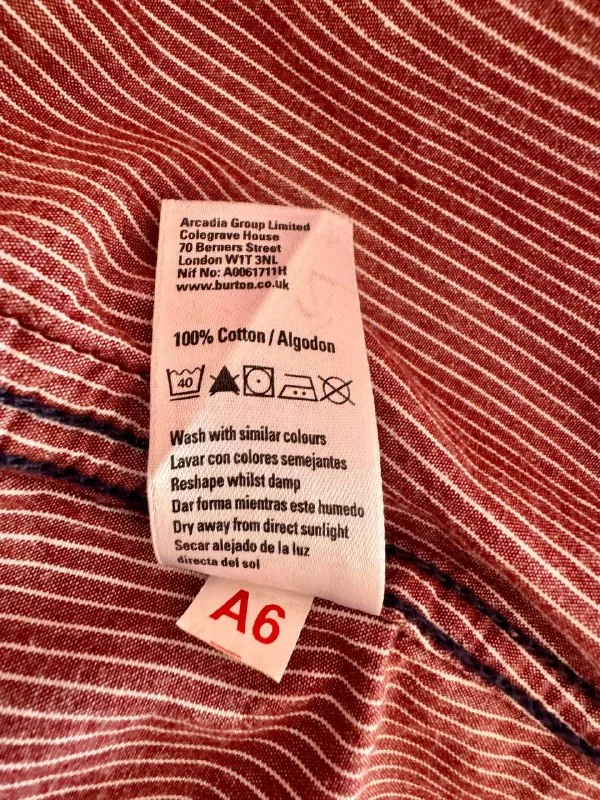 Arcadia Group Limited
Colegrave House
70 Berners Street
London W1T 3NL
Nif No: A0061711H
www.burton.co.uk
100% Cotton / Algodon
40
Wash with similar colours
Lavar con colores semejantes
Reshape whilst damp
Dar forma mientras este humedo
Dry away from direct sunlight
Secar alejado de la luz
directa del sol
A6